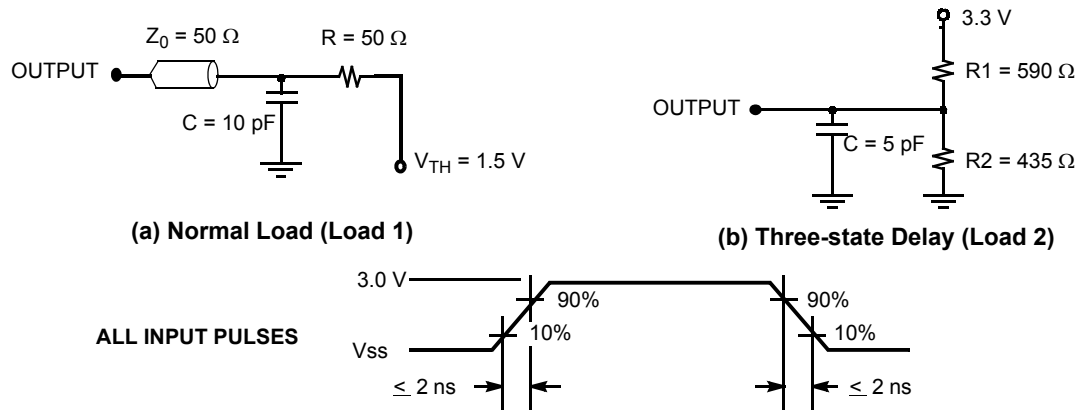 Z0 = 50 Ω
R = 50 Ω
OUTPUT
C = 10 pF
VTH = 1.5 V
(a) Normal Load (Load 1)
3.3 V
R1 = 590 Ω
OUTPUT
C = 5 pF
R2 = 435 Ω
(b) Three-state Delay (Load 2)
3.0 V
90%
90%
ALL INPUT PULSES
10%
10%
Vss
≤ 2 ns
≤ 2 ns